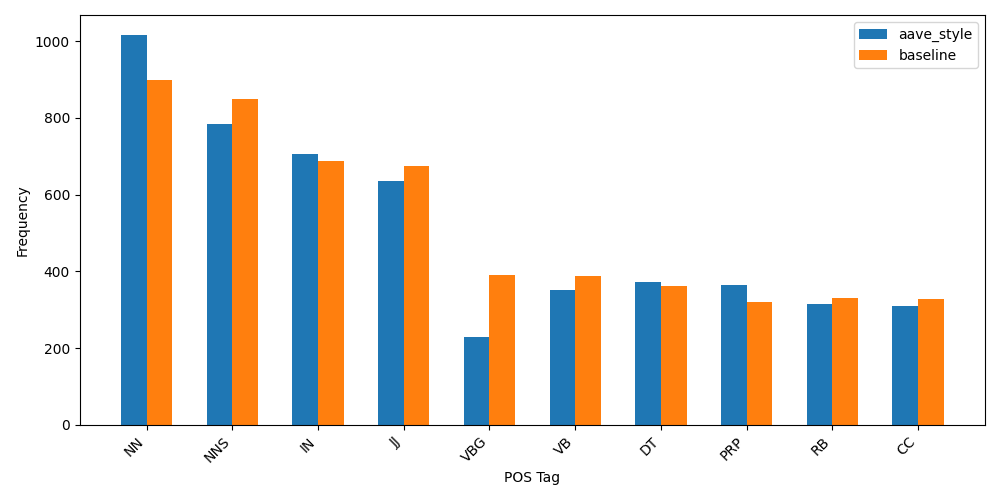 aave_style
baseline
1000
800
600
400
200
0
Frequency
NN NNS IN JJ VBG VB DT PRP RB CC
POS Tag